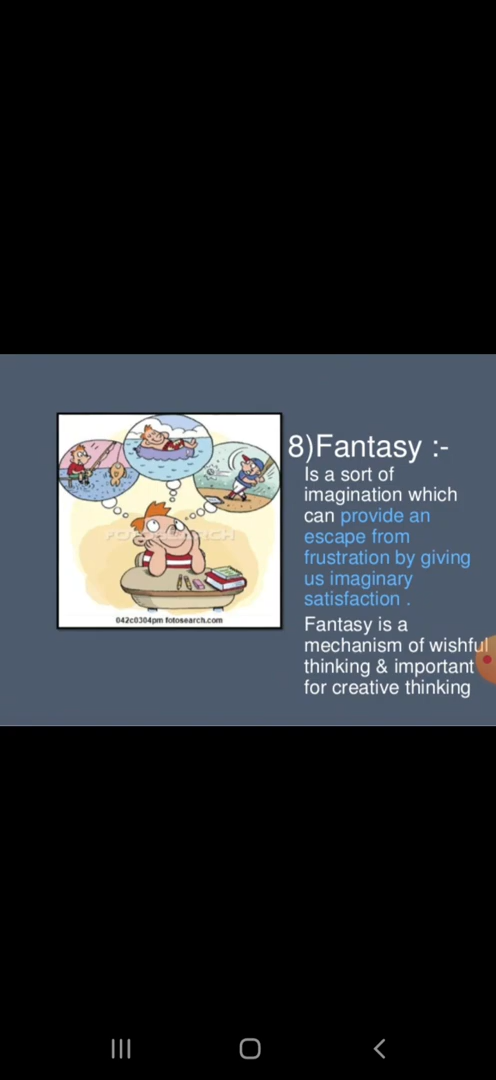 8)Fantasy :-
Is a sort of
imagination which
can provide an
escape from
frustration by giving
us imaginary
satisfaction .
Fantasy is a
mechanism of wishful
thinking & important
for creative thinking
FOTOSEARCH
042c0304pm fotosearch.com